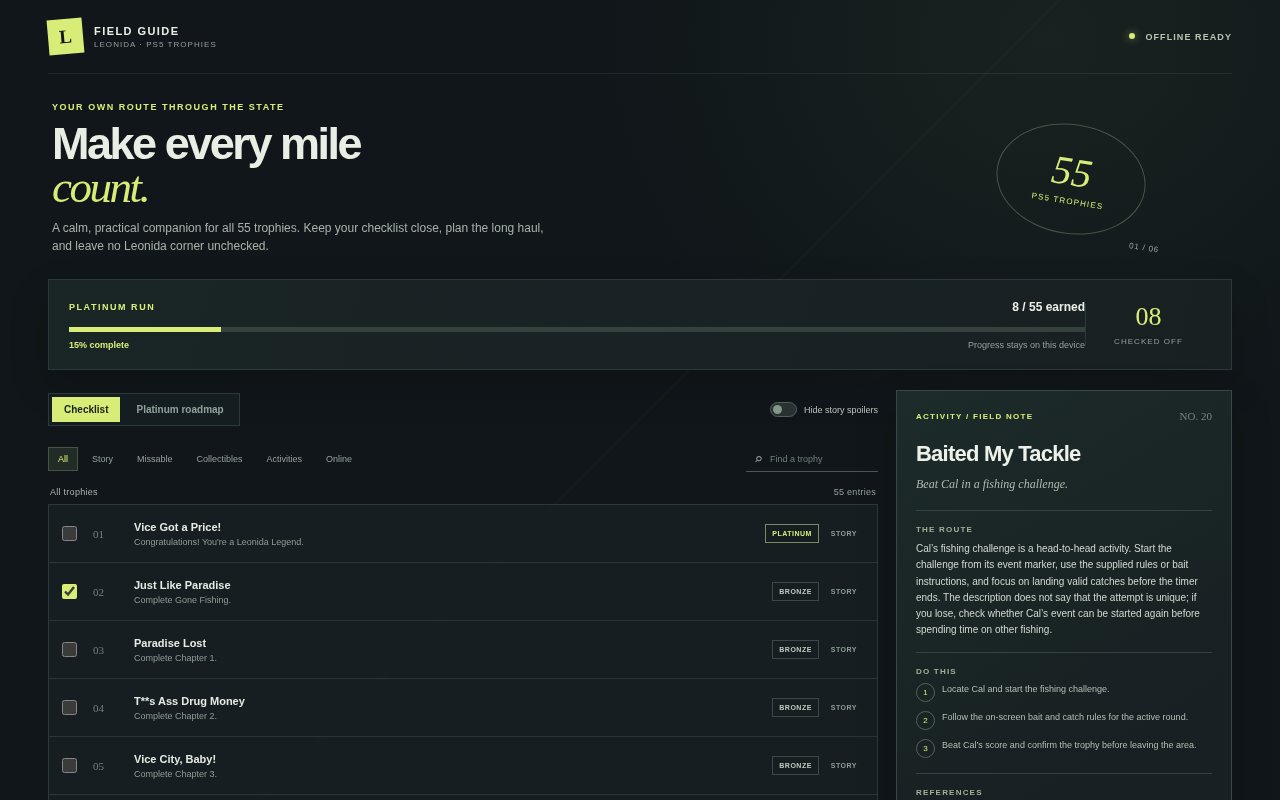 L
FIELD GUIDE
LEONIDA · PS5 TROPHIES
OFFLINE READY
YOUR OWN ROUTE THROUGH THE STATE
Make every mile
count.
A calm, practical companion for all 55 trophies. Keep your checklist close, plan the long haul,
and leave no Leonida corner unchecked.
55
PS5 TROPHIES
01 / 06
PLATINUM RUN
8 / 55 earned
15% complete
Progress stays on this device
08
CHECKED OFF
Checklist
Platinum roadmap
Hide story spoilers
All
Story
Missable
Collectibles
Activities
Online
Find a trophy
All trophies
55 entries
01
Vice Got a Price!
Congratulations! You're a Leonida Legend.
PLATINUM
STORY
02
Just Like Paradise
Complete Gone Fishing.
BRONZE
STORY
03
Paradise Lost
Complete Chapter 1.
BRONZE
STORY
04
T**s Ass Drug Money
Complete Chapter 2.
BRONZE
STORY
05
Vice City, Baby!
Complete Chapter 3.
BRONZE
STORY
ACTIVITY / FIELD NOTE
NO. 20
Baited My Tackle
Beat Cal in a fishing challenge.
THE ROUTE
Cal's fishing challenge is a head-to-head activity. Start the
challenge from its event marker, use the supplied rules or bait
instructions, and focus on landing valid catches before the timer
ends. The description does not say that the attempt is unique; if
you lose, check whether Cal's event can be started again before
spending time on other fishing.
DO THIS
1
Locate Cal and start the fishing challenge.
2
Follow the on-screen bait and catch rules for the active round.
3
Beat Cal's score and confirm the trophy before leaving the area.
REFERENCES